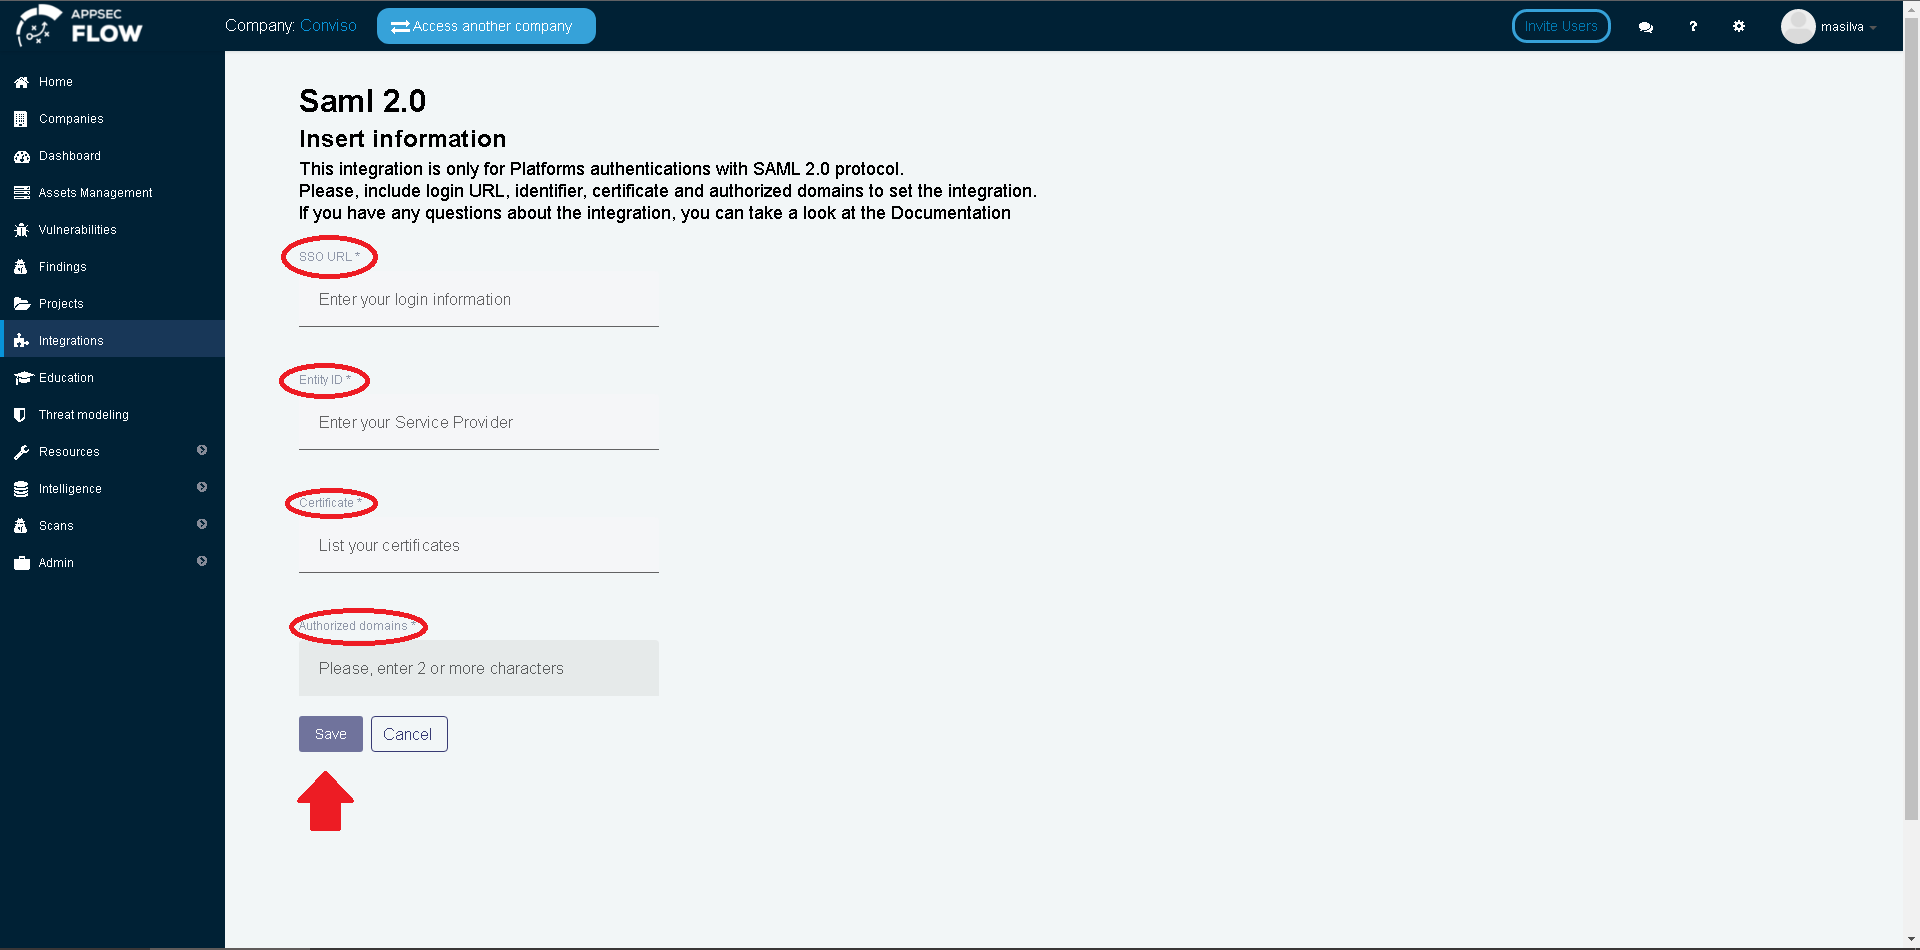 APPSEC
FLOW
Company: Conviso
Access another company
Invite Users
?
masilva
Home
Companies
Dashboard
Assets Management
Vulnerabilities
Findings
Projects
Integrations
Education
Threat modeling
Resources
Intelligence
Scans
Admin
Saml 2.0
Insert information
This integration is only for Platforms authentications with SAML 2.0 protocol.
Please, include login URL, identifier, certificate and authorized domains to set the integration.
If you have any questions about the integration, you can take a look at the Documentation
SSO URL *
Enter your login information
Entity ID *
Enter your Service Provider
Certificate *
List your certificates
Authorized domains *
Please, enter 2 or more characters
Save
Cancel